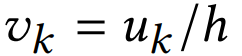 v_k = u_k/h